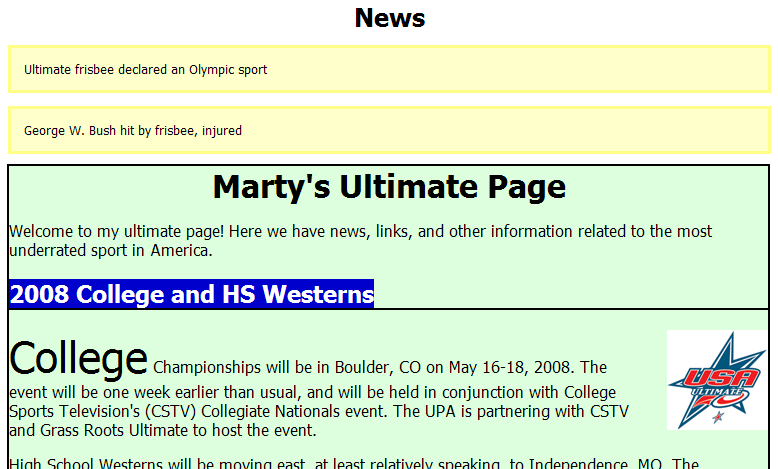 News
Ultimate frisbee declared an Olympic sport
George W. Bush hit by frisbee, injured
Marty's Ultimate Page
Welcome to my ultimate page! Here we have news, links, and other information related to the most
underrated sport in America.
2008 College and HS Westerns
College Championships will be in Boulder, CO on May 16-18, 2008. The
event will be one week earlier than usual, and will be held in conjunction with College
Sports Television's (CSTV) Collegiate Nationals event. The UPA is partnering with CSTV
and Grass Roots Ultimate to host the event.
USA
ULTIMATE
High School Westerns will be moving east, at least relatively speaking, to Independence, MO. The